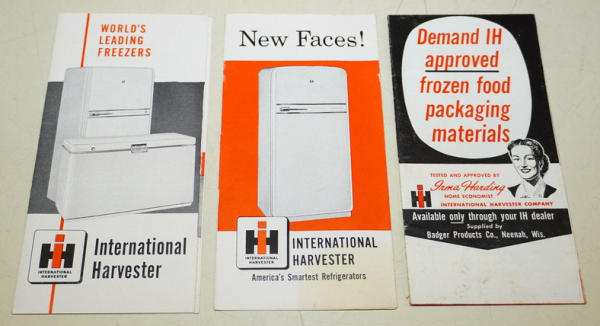 WORLD'S
LEADING
FREEZERS
IH
INTERNATIONAL
HARVESTER
International
Harvester
New Faces!
IH
INTERNATIONAL
HARVESTER
INTERNATIONAL
HARVESTER
America's Smartest Refrigerators
Demand IH
approved
frozen food
packaging
materials
TESTED AND APPROVED BY
Irma Harding
HOME ECONOMIST
IH
INTERNATIONAL HARVESTER COMPANY
Available only through your IH dealer
Supplied by
Badger Products Co., Neenah, Wis.